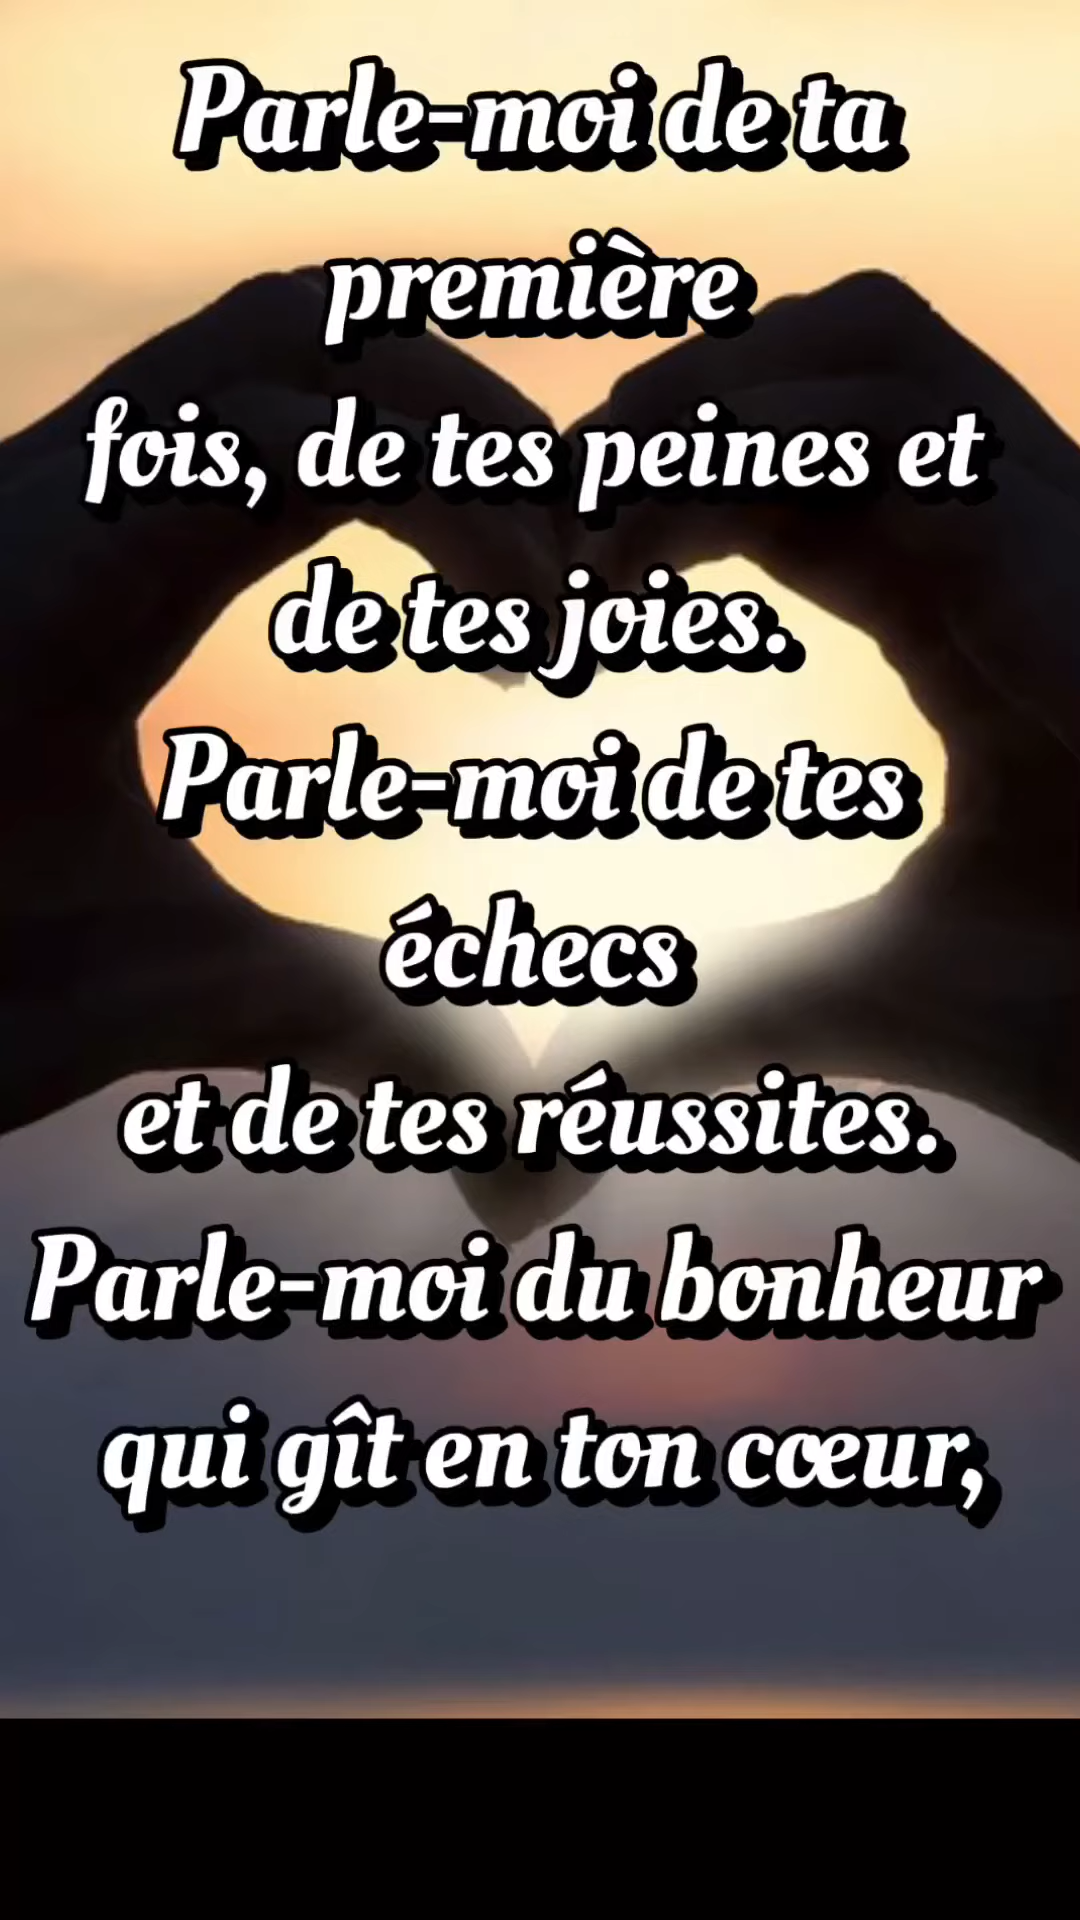 Parle-moi de ta
première
fois, de tes peines et
de tes joies.
Parle-moi de tes
échecs
et de tes réussites.
Parle-moi du bonheur
qui gît en ton cœur,